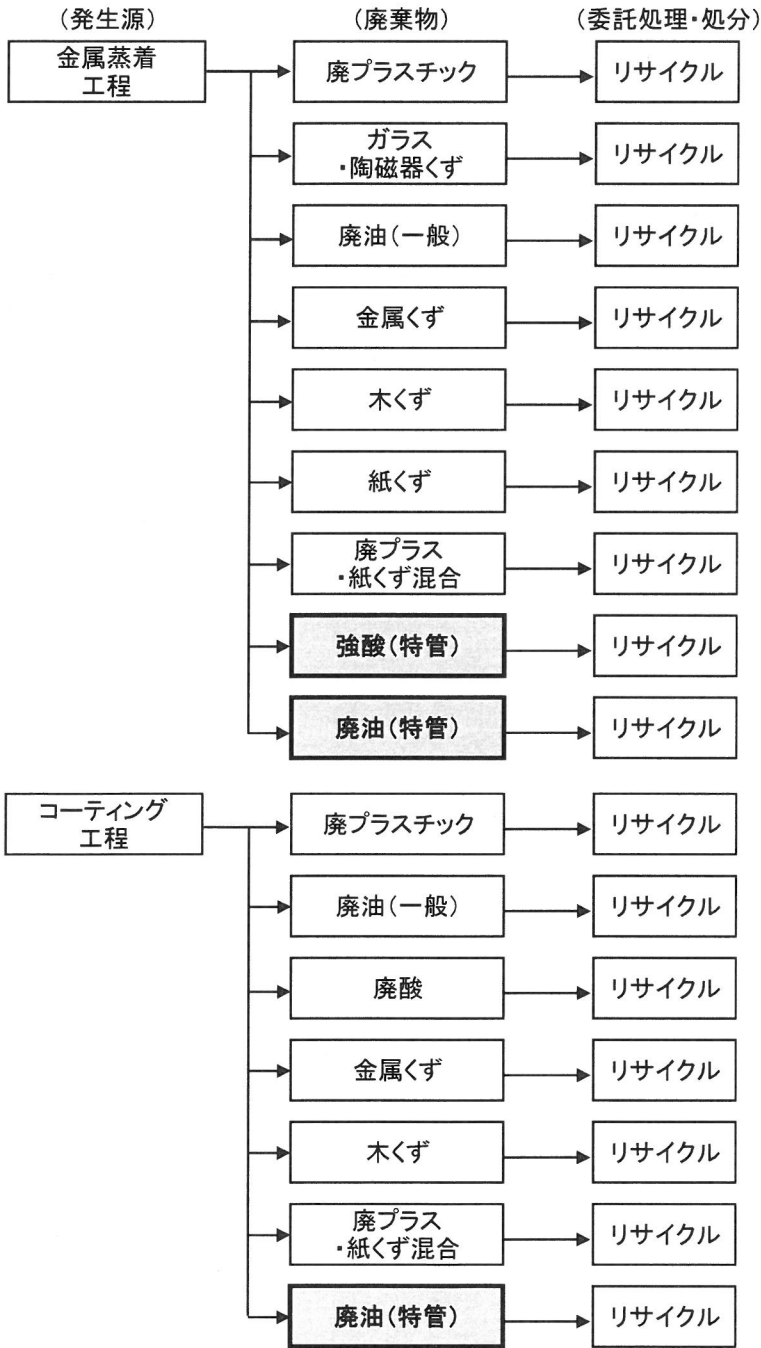 （発生源）
（廃棄物）
（委託処理・処分）
金属蒸着
工程
廃プラスチック
リサイクル
ガラス
・陶磁器くず
リサイクル
廃油（一般）
リサイクル
金属くず
リサイクル
木くず
リサイクル
紙くず
リサイクル
廃プラス
・紙くず混合
リサイクル
強酸（特管）
リサイクル
廃油（特管）
リサイクル
コーティング
工程
廃プラスチック
リサイクル
廃油（一般）
リサイクル
廃酸
リサイクル
金属くず
リサイクル
木くず
リサイクル
廃プラス
・紙くず混合
リサイクル
廃油（特管）
リサイクル